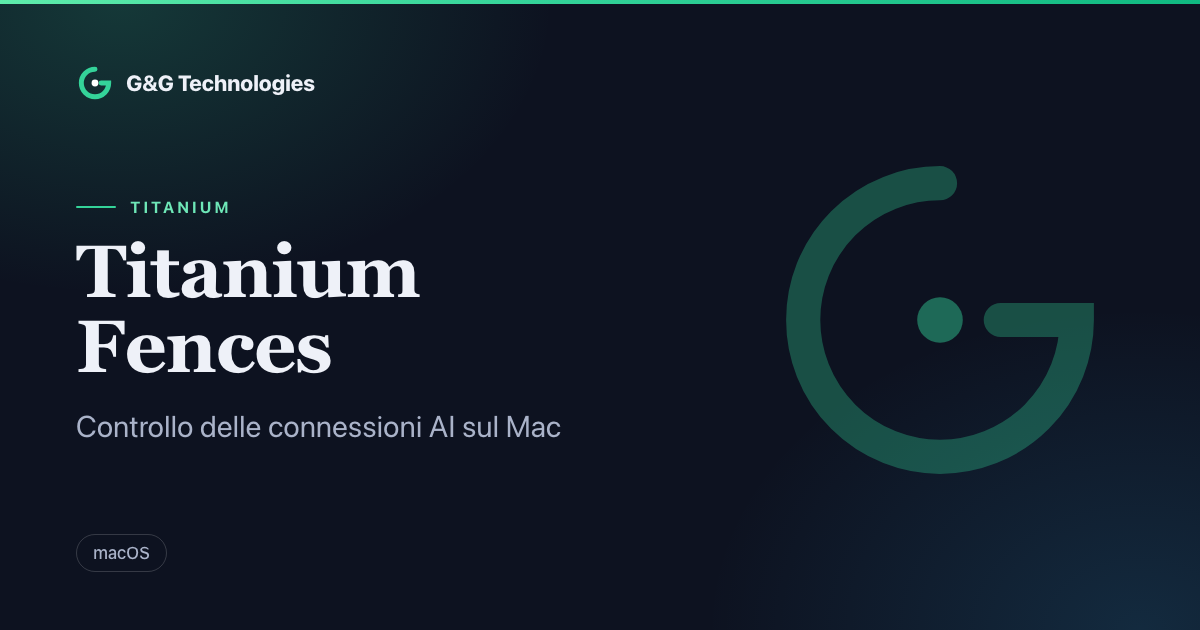 G&G Technologies
TITANIUM
Titanium
Fences
Controllo delle connessioni AI sul Mac
macOS